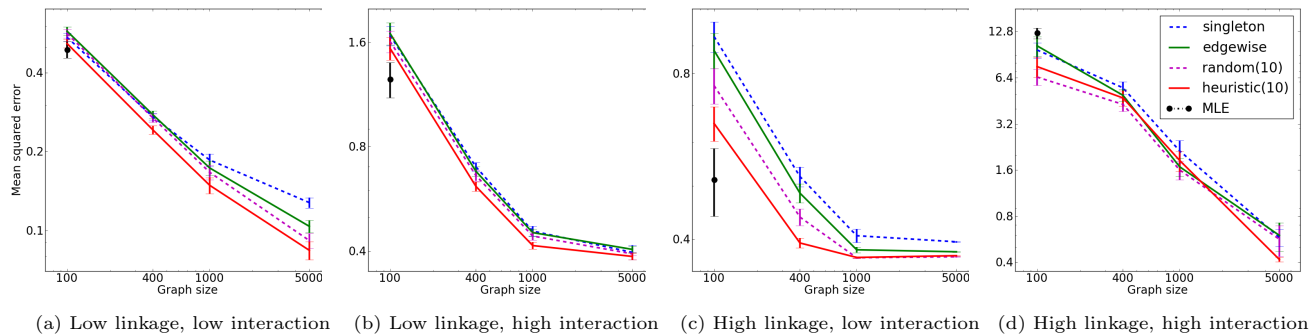 Mean squared error
0.4
0.2
0.1
100 400 1000 5000
Graph size
1.6
0.8
0.4
100 400 1000 5000
Graph size
0.8
0.4
100 400 1000 5000
Graph size
12.8
6.4
3.2
1.6
0.8
0.4
100 400 1000 5000
Graph size
singleton
edgewise
random(10)
heuristic(10)
MLE
(a) Low linkage, low interaction
(b) Low linkage, high interaction
(c) High linkage, low interaction
(d) High linkage, high interaction